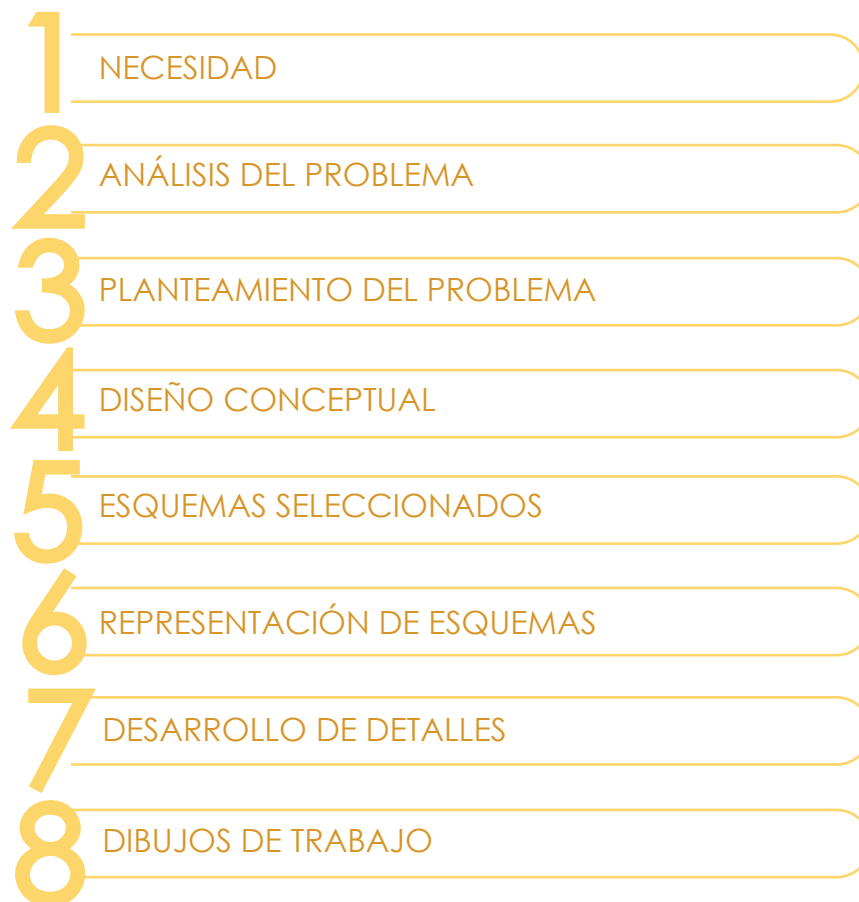 1 NECESIDAD
2 ANÁLISIS DEL PROBLEMA
3 PLANTEAMIENTO DEL PROBLEMA
4 DISEÑO CONCEPTUAL
5 ESQUEMAS SELECCIONADOS
6 REPRESENTACIÓN DE ESQUEMAS
7 DESARROLLO DE DETALLES
8 DIBUJOS DE TRABAJO